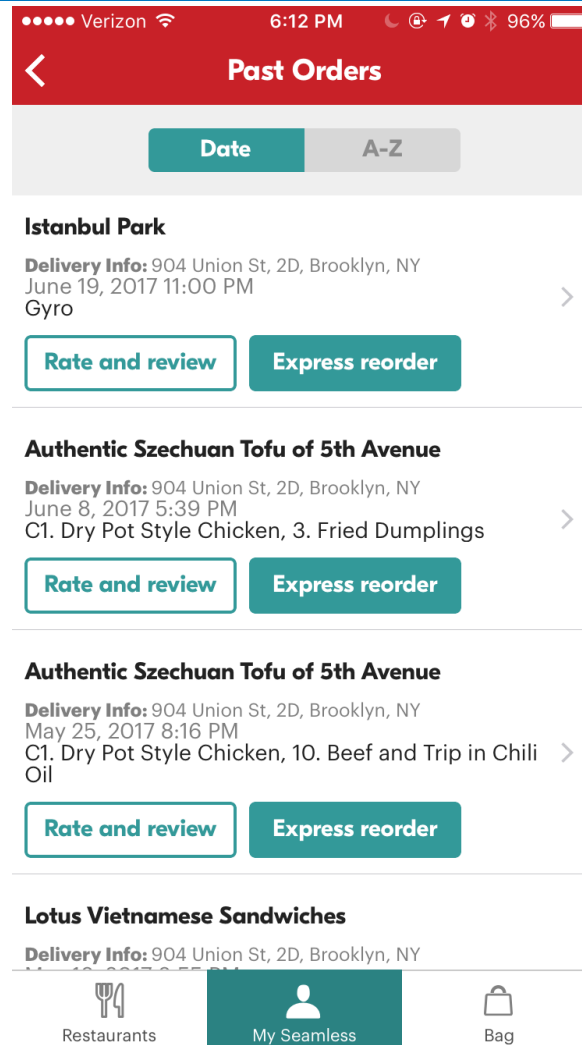 Verizon 6:12 PM 96%
Past Orders
Date A-Z
Istanbul Park
Delivery Info: 904 Union St, 2D, Brooklyn, NY
June 19, 2017 11:00 PM
Gyro
Rate and review Express reorder
Authentic Szechuan Tofu of 5th Avenue
Delivery Info: 904 Union St, 2D, Brooklyn, NY
June 8, 2017 5:39 PM
C1. Dry Pot Style Chicken, 3. Fried Dumplings
Rate and review Express reorder
Authentic Szechuan Tofu of 5th Avenue
Delivery Info: 904 Union St, 2D, Brooklyn, NY
May 25, 2017 8:16 PM
C1. Dry Pot Style Chicken, 10. Beef and Trip in Chili
Oil
Rate and review Express reorder
Lotus Vietnamese Sandwiches
Delivery Info: 904 Union St, 2D, Brooklyn, NY
Restaurants My Seamless Bag